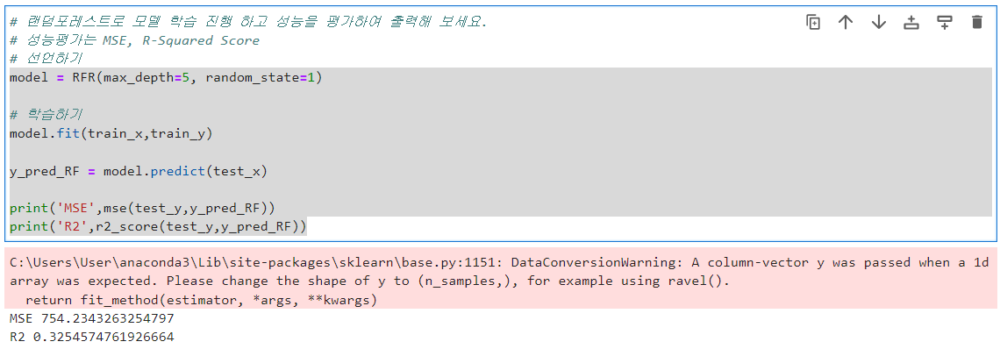 # 랜덤포레스트로 모델 학습 진행 하고 성능을 평가하여 출력해 보세요.
# 성능평가는 MSE, R-Squared Score
# 선언하기
model = RFR(max_depth=5, random_state=1)
# 학습하기
model.fit(train_x,train_y)
y_pred_RF = model.predict(test_x)
print('MSE',mse(test_y,y_pred_RF))
print('R2',r2_score(test_y,y_pred_RF))
C:\Users\User\anaconda3\Lib\site-packages\sklearn\base.py:1151: DataConversionWarning: A column-vector y was passed when a 1d
array was expected. Please change the shape of y to (n_samples,), for example using ravel().
return fit_method(estimator, *args, **kwargs)
MSE 754.2343263254797
R2 0.3254574761926664